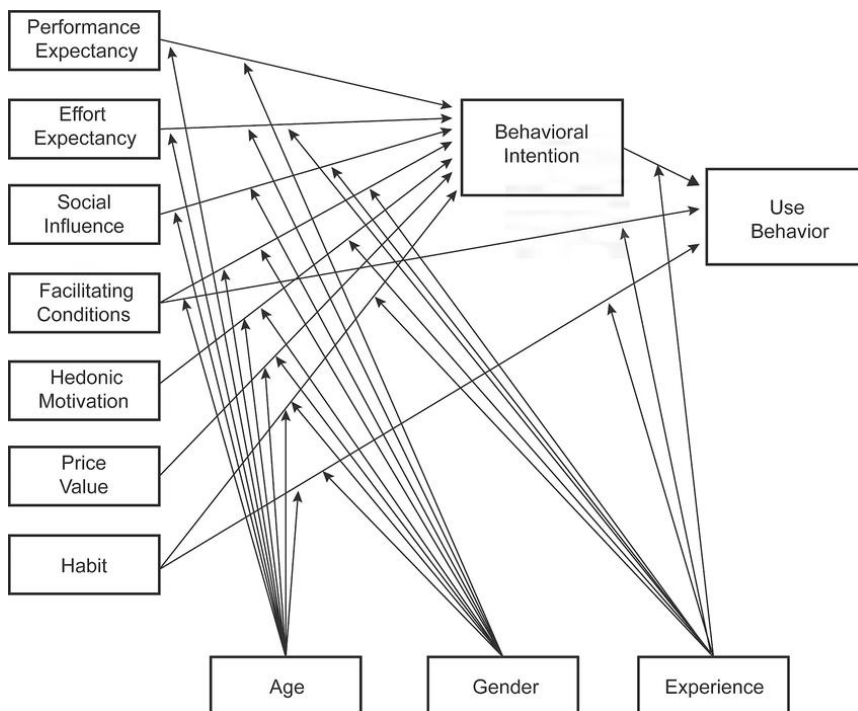 Performance
Expectancy
Effort
Expectancy
Social
Influence
Facilitating
Conditions
Hedonic
Motivation
Price
Value
Habit
Behavioral
Intention
Use
Behavior
Age
Gender
Experience